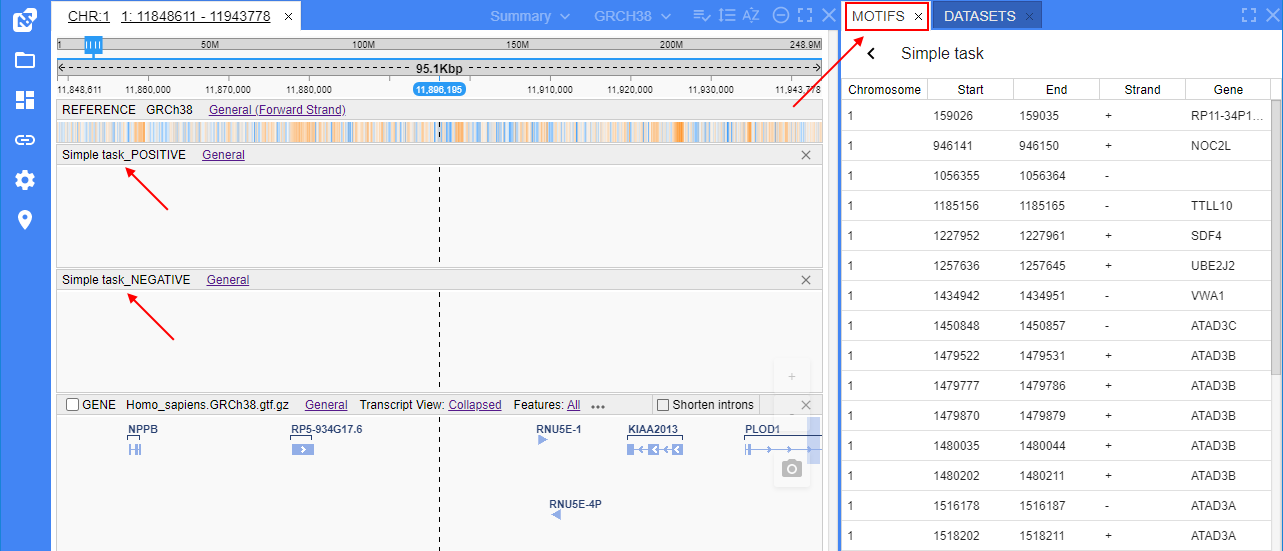 CHR:1 1: 11848611 - 11943778 × Summary GRCH38
1 50M 100M 150M 200M 248.9M
95.1Kbp
11,848,611 11,860,000 11,870,000 11,880,000 11,896,195 11,910,000 11,920,000 11,930,000 11,943,778
REFERENCE GRCh38 General (Forward Strand)
Simple task_POSITIVE General
Simple task_NEGATIVE General
GENE Homo_sapiens.GRCh38.gtf.gz General Transcript View: Collapsed Features: All ••• Shorten introns
NPPB RP5-934G17.6 RNU5E-1 KIAA2013 PLOD1
RNU5E-4P
MOTIFS × DATASETS ×
Simple task
Chromosome Start End Strand Gene
1 159026 159035 + RP11-34P1...
1 946141 946150 + NOC2L
1 1056355 1056364 -
1 1185156 1185165 - TTLL10
1 1227952 1227961 + SDF4
1 1257636 1257645 + UBE2J2
1 1434942 1434951 - VWA1
1 1450848 1450857 - ATAD3C
1 1479522 1479531 + ATAD3B
1 1479777 1479786 + ATAD3B
1 1479870 1479879 + ATAD3B
1 1480035 1480044 + ATAD3B
1 1480202 1480211 + ATAD3B
1 1516178 1516187 - ATAD3A
1 1518202 1518211 + ATAD3A